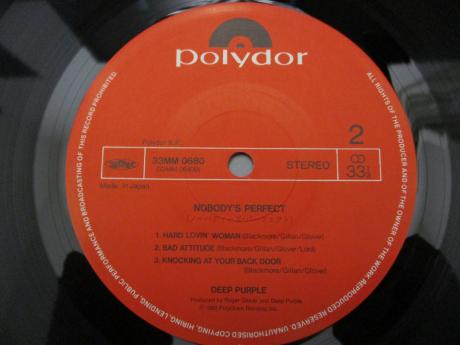 polydor
Polydor K.K.
33MM 0680
STEREO
2
33⅓
Made in Japan
NOBODY'S PERFECT
1. HARD LOVIN' WOMAN (Blackmore/Gillan/Glover)
2. BAD ATTITUDE (Blackmore/Gillan/Glover/Lord)
3. KNOCKING AT YOUR BACK DOOR
(Blackmore/Gillan/Glover)
DEEP PURPLE
Produced by Roger Glover and Deep Purple
ALL RIGHTS OF THE PRODUCER AND OF THE OWNER OF THE WORK REPRODUCED RESERVED. UNAUTHORISED COPYING, HIRING, LENDING, PUBLIC PERFORMANCE AND BROADCASTING OF THIS RECORD PROHIBITED.